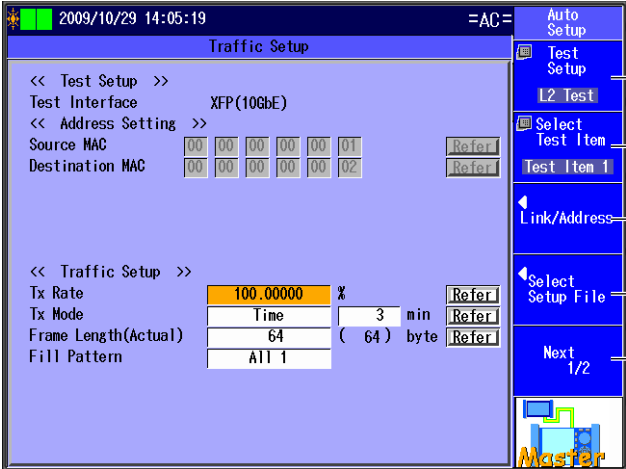 2009/10/29 14:05:19 =AC=
Traffic Setup
<< Test Setup >>
Test Interface XFP(10GbE)
<< Address Setting >>
Source MAC 00 00 00 00 00 01 Refer
Destination MAC 00 00 00 00 00 02 Refer
<< Traffic Setup >>
Tx Rate 100.00000 % Refer
Tx Mode Time 3 min Refer
Frame Length(Actual) 64 ( 64) byte Refer
Fill Pattern All 1
Auto
Setup
Test
Setup
L2 Test
Select
Test Item
Test Item 1
Link/Address
Select
Setup File
Next
1/2
Master